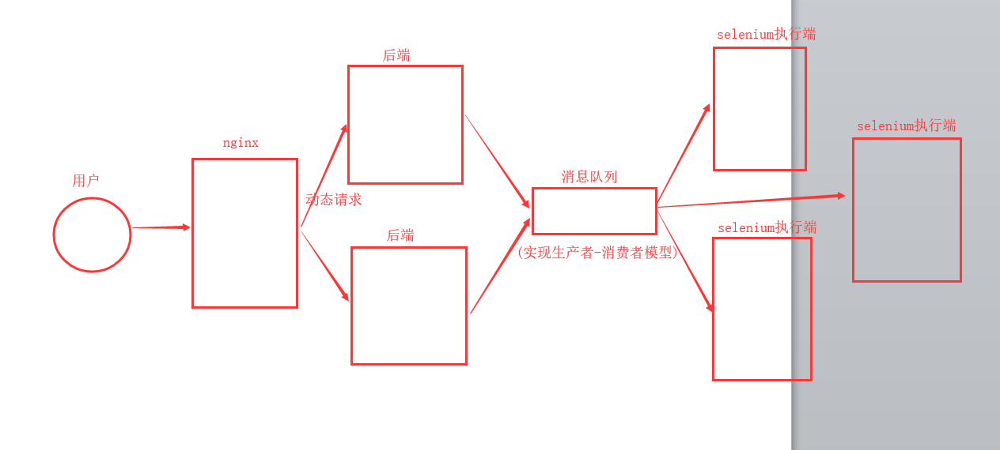 用户
nginx
动态请求
后端
后端
消息队列
(实现生产者-消费者模型)
selenium执行端
selenium执行端
selenium执行端